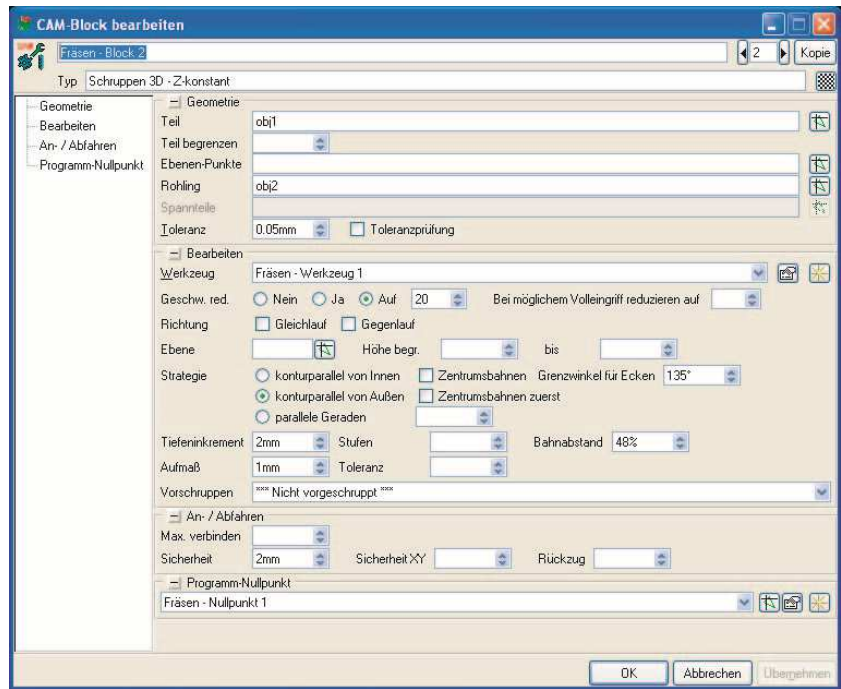 CAM-Block bearbeiten
Fräsen - Block 2
2 Kopie
Typ Schruppen 3D - Z-konstant
Geometrie
Bearbeiten
An- / Abfahren
Programm-Nullpunkt
Geometrie
Teil obj1
Teil begrenzen
Ebenen-Punkte
Rohling obj2
Spannteile
Toleranz 0.05mm Toleranzprüfung
Bearbeiten
Werkzeug Fräsen - Werkzeug 1
Geschw. red. Nein Ja Auf 20 Bei möglichem Volleingriff reduzieren auf
Richtung Gleichlauf Gegenlauf
Ebene Höhe begr. bis
Strategie konturparallel von Innen Zentrumsbahnen Grenzwinkel für Ecken 135°
konturparallel von Außen Zentrumsbahnen zuerst
parallele Geraden
Tiefeninkrement 2mm Stufen Bahnabstand 48%
Aufmaß 1mm Toleranz
Vorschruppen *** Nicht vorgeschruppt ***
An- / Abfahren
Max. verbinden
Sicherheit 2mm Sicherheit XY Rückzug
Programm-Nullpunkt
Fräsen - Nullpunkt 1
OK Abbrechen Übernehmen